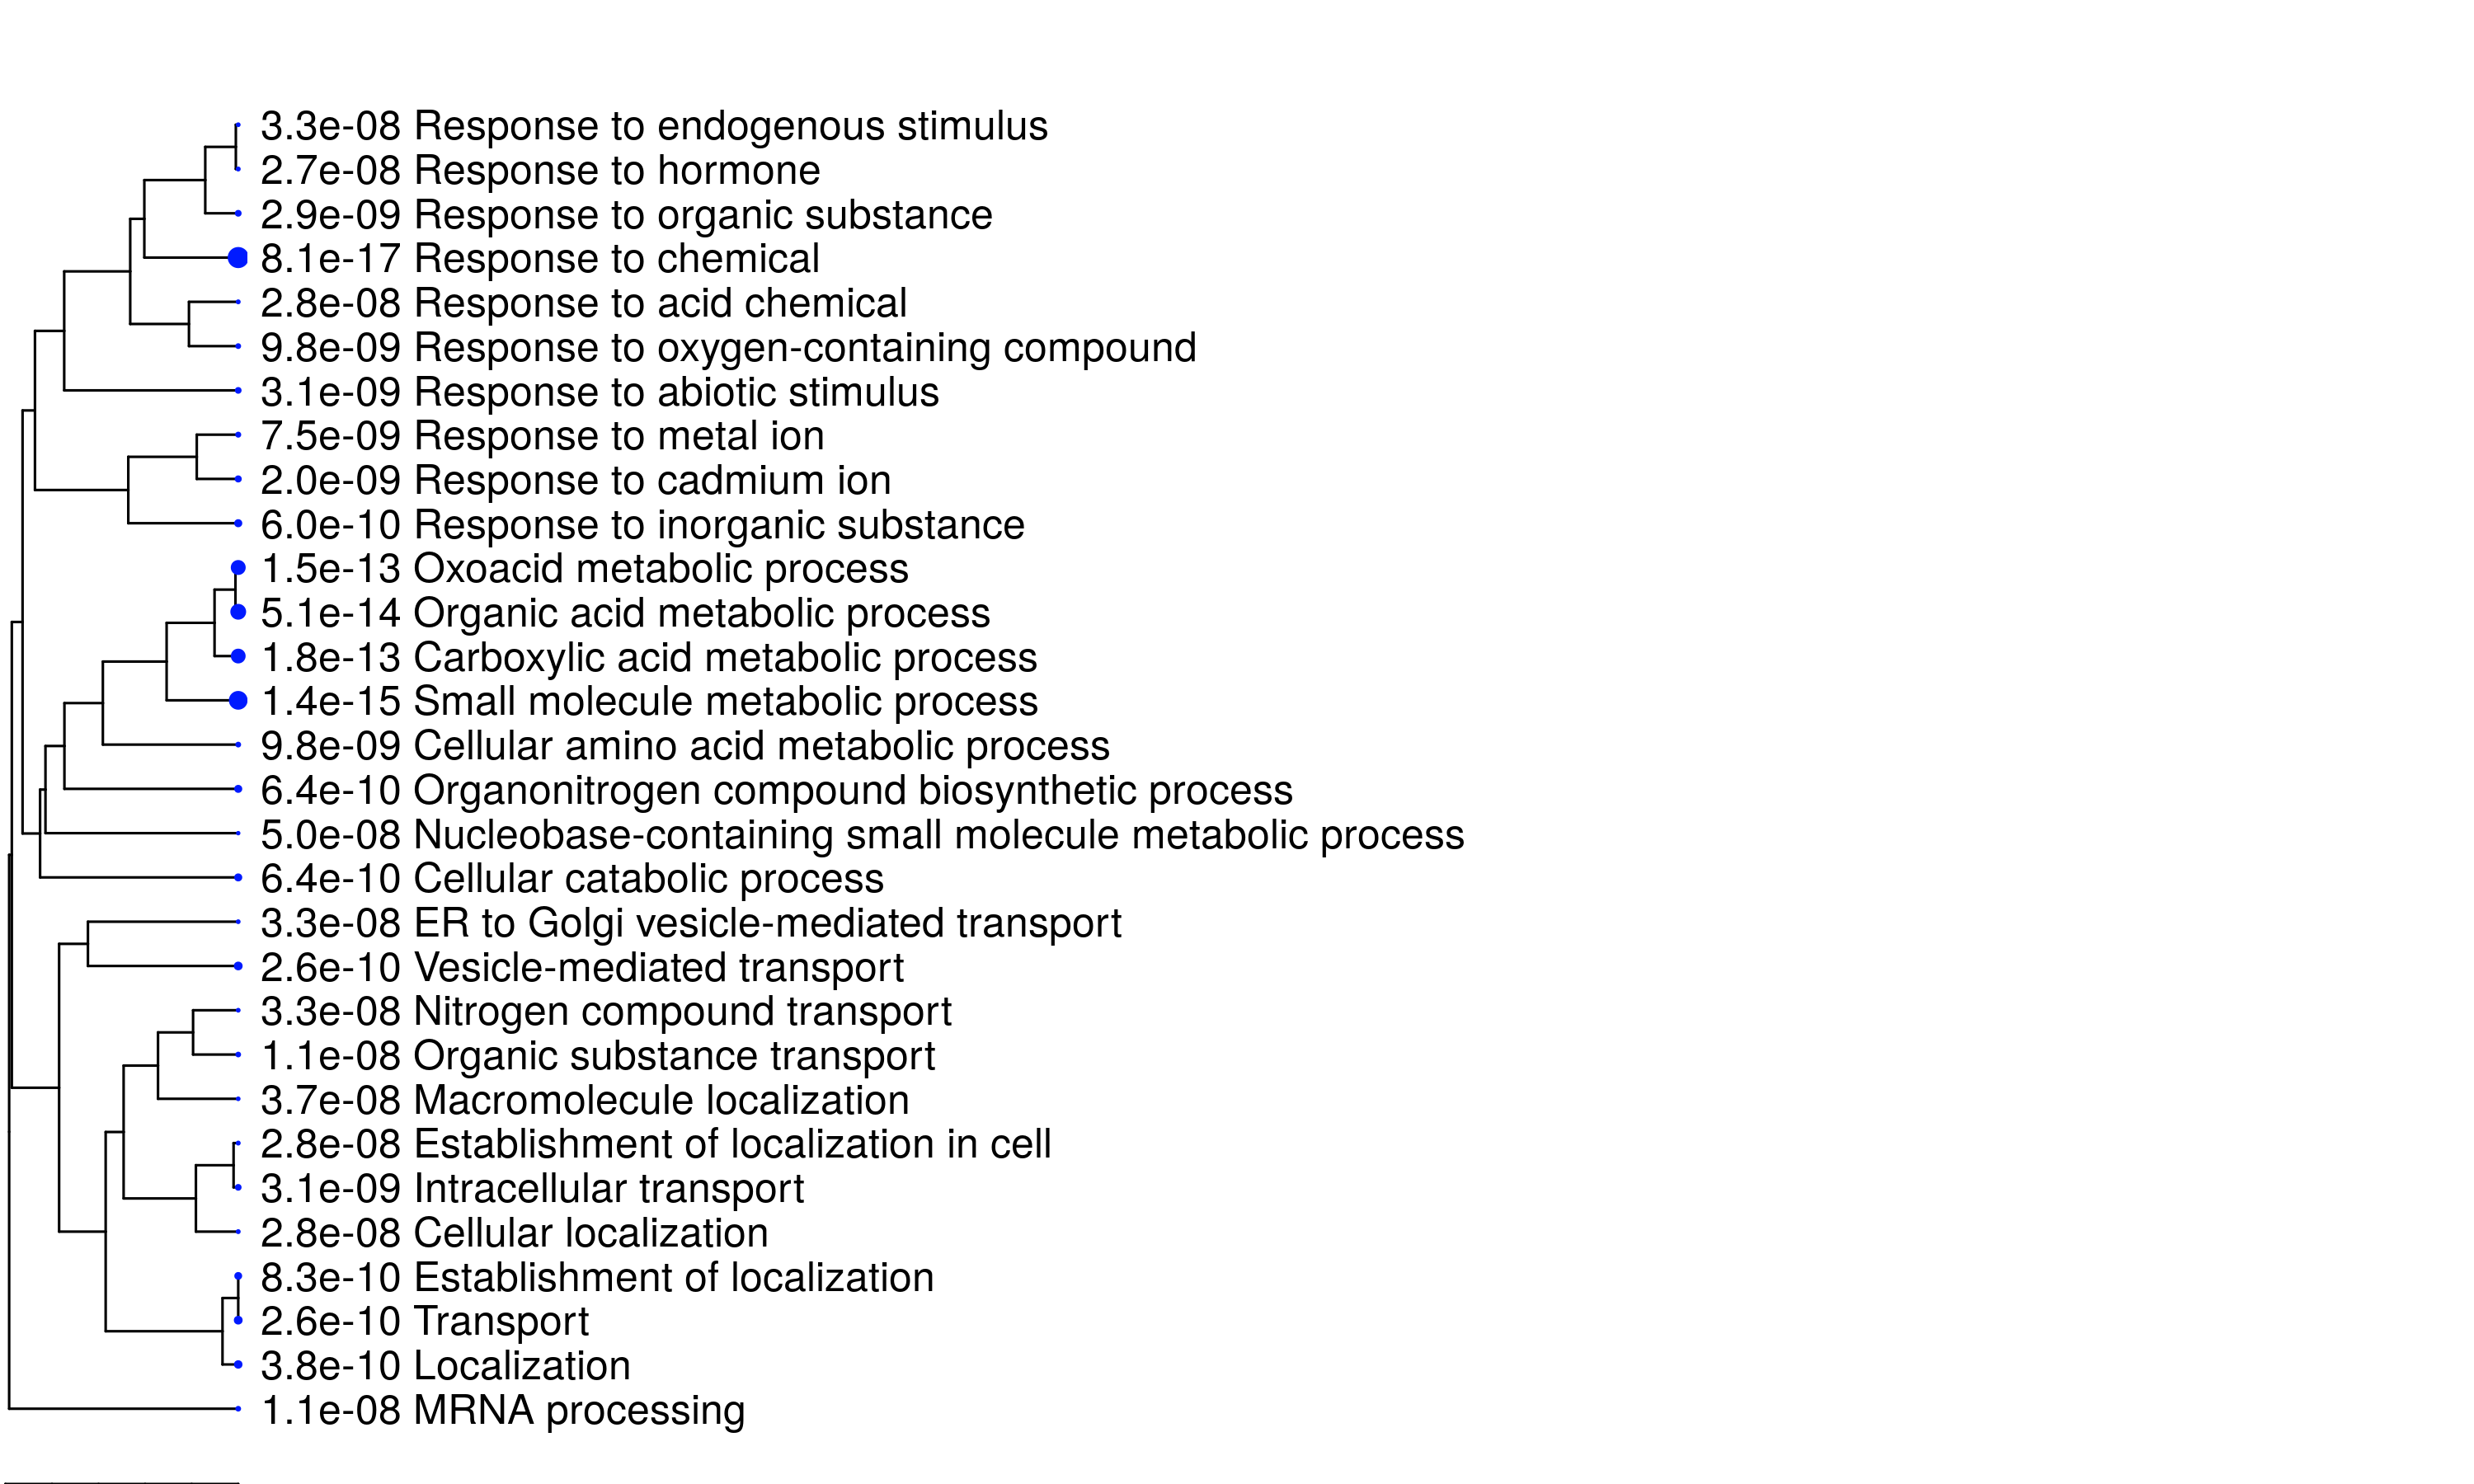 3.3e-08 Response to endogenous stimulus
2.7e-08 Response to hormone
2.9e-09 Response to organic substance
8.1e-17 Response to chemical
2.8e-08 Response to acid chemical
9.8e-09 Response to oxygen-containing compound
3.1e-09 Response to abiotic stimulus
7.5e-09 Response to metal ion
2.0e-09 Response to cadmium ion
6.0e-10 Response to inorganic substance
1.5e-13 Oxoacid metabolic process
5.1e-14 Organic acid metabolic process
1.8e-13 Carboxylic acid metabolic process
1.4e-15 Small molecule metabolic process
9.8e-09 Cellular amino acid metabolic process
6.4e-10 Organonitrogen compound biosynthetic process
5.0e-08 Nucleobase-containing small molecule metabolic process
6.4e-10 Cellular catabolic process
3.3e-08 ER to Golgi vesicle-mediated transport
2.6e-10 Vesicle-mediated transport
3.3e-08 Nitrogen compound transport
1.1e-08 Organic substance transport
3.7e-08 Macromolecule localization
2.8e-08 Establishment of localization in cell
3.1e-09 Intracellular transport
2.8e-08 Cellular localization
8.3e-10 Establishment of localization
2.6e-10 Transport
3.8e-10 Localization
1.1e-08 MRNA processing